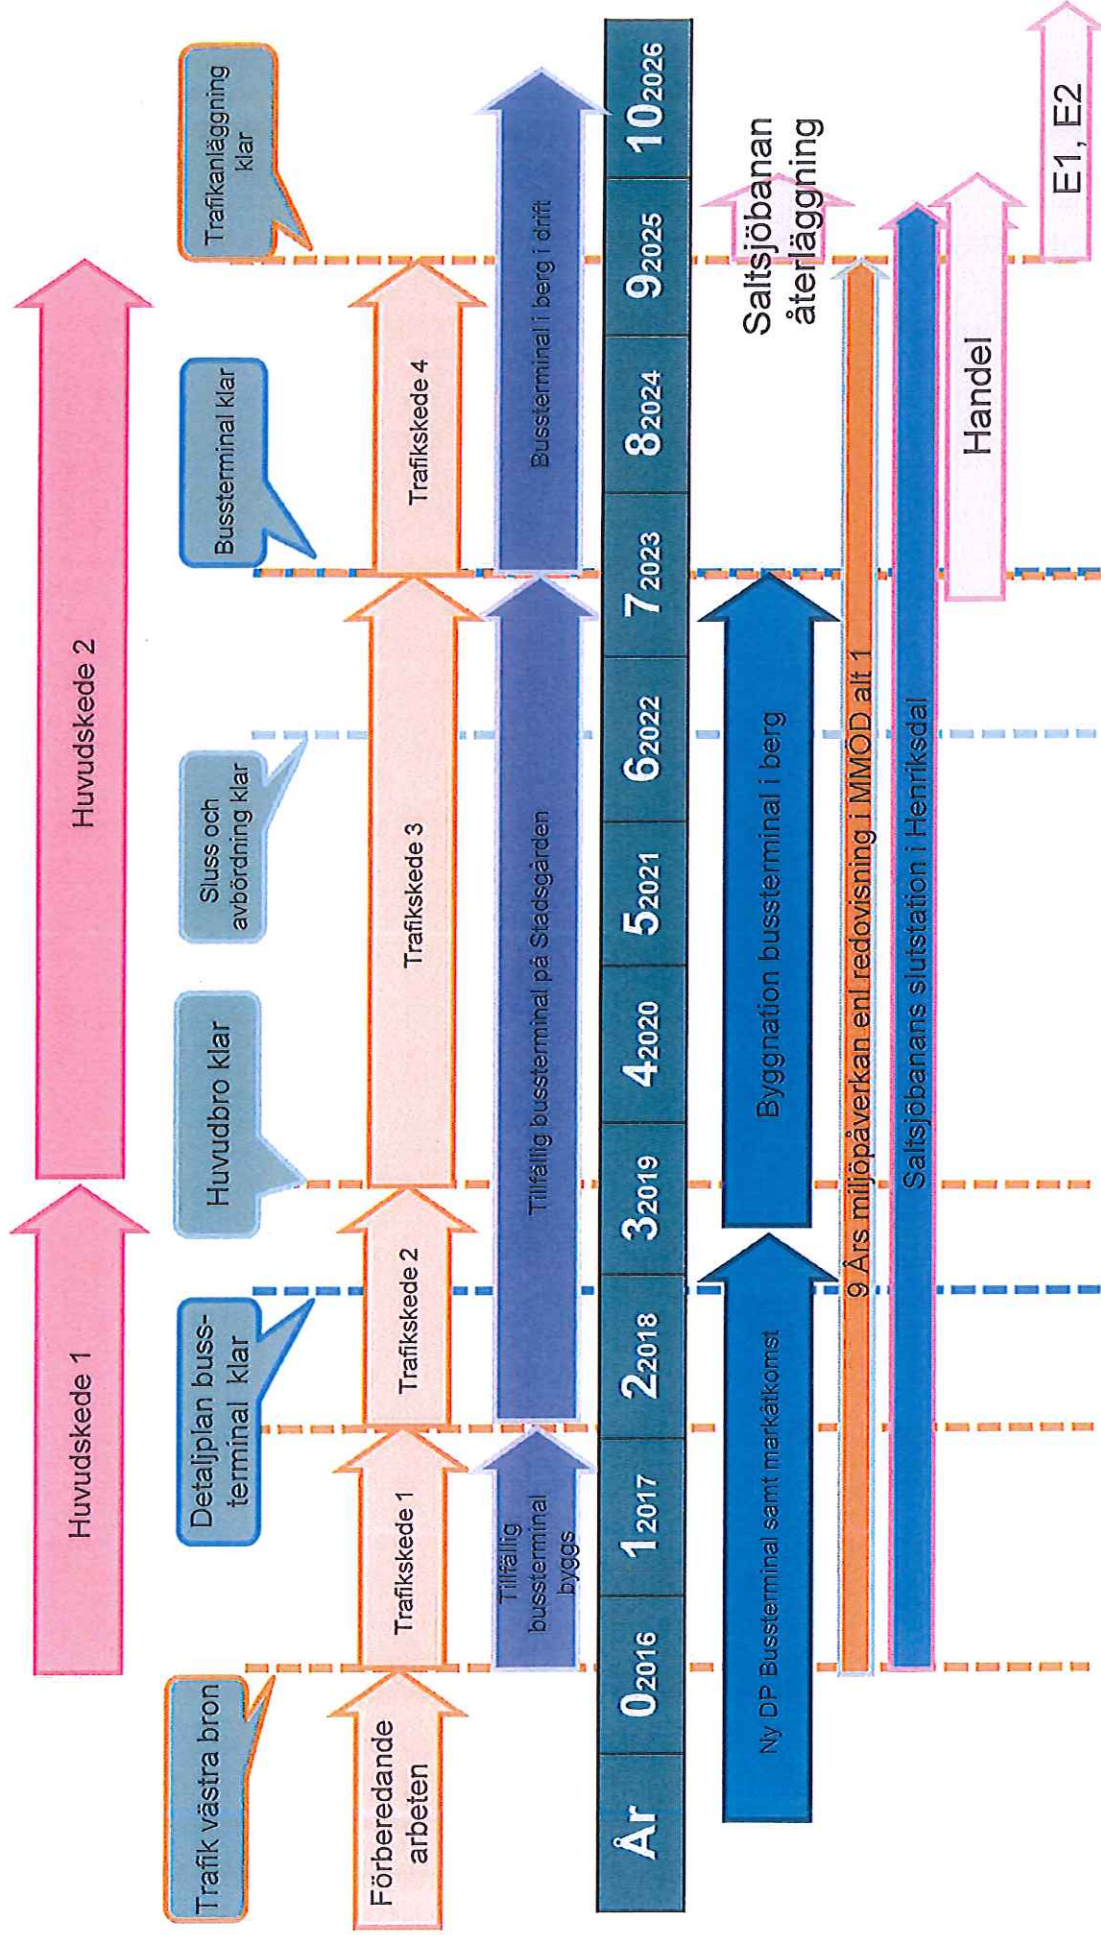 Huvudskede 1
Huvudskede 2
Trafik västra bron
Detaljplan buss-
terminal klar
Huvudbro klar
Sluss och
avbördning klar
Bussterminal klar
Trafikanläggning
klar
Förberedande
arbeten
Trafikskede 1
Trafikskede 2
Trafikskede 3
Trafikskede 4
Tillfällig
bussterminal
byggs
Tillfällig bussterminal på Stadsgården
Bussterminal i berg i drift
År 0 2016 1 2017 2 2018 3 2019 4 2020 5 2021 6 2022 7 2023 8 2024 9 2025 10 2026
Ny DP Bussterminal samt markåtkomst
Byggnation bussterminal i berg
Saltsjöbanan
återläggning
9 Års miljöpåverkan enl redovisning i MMÖD alt 1
Saltsjöbanans slutstation i Henriksdal
Handel
E1, E2